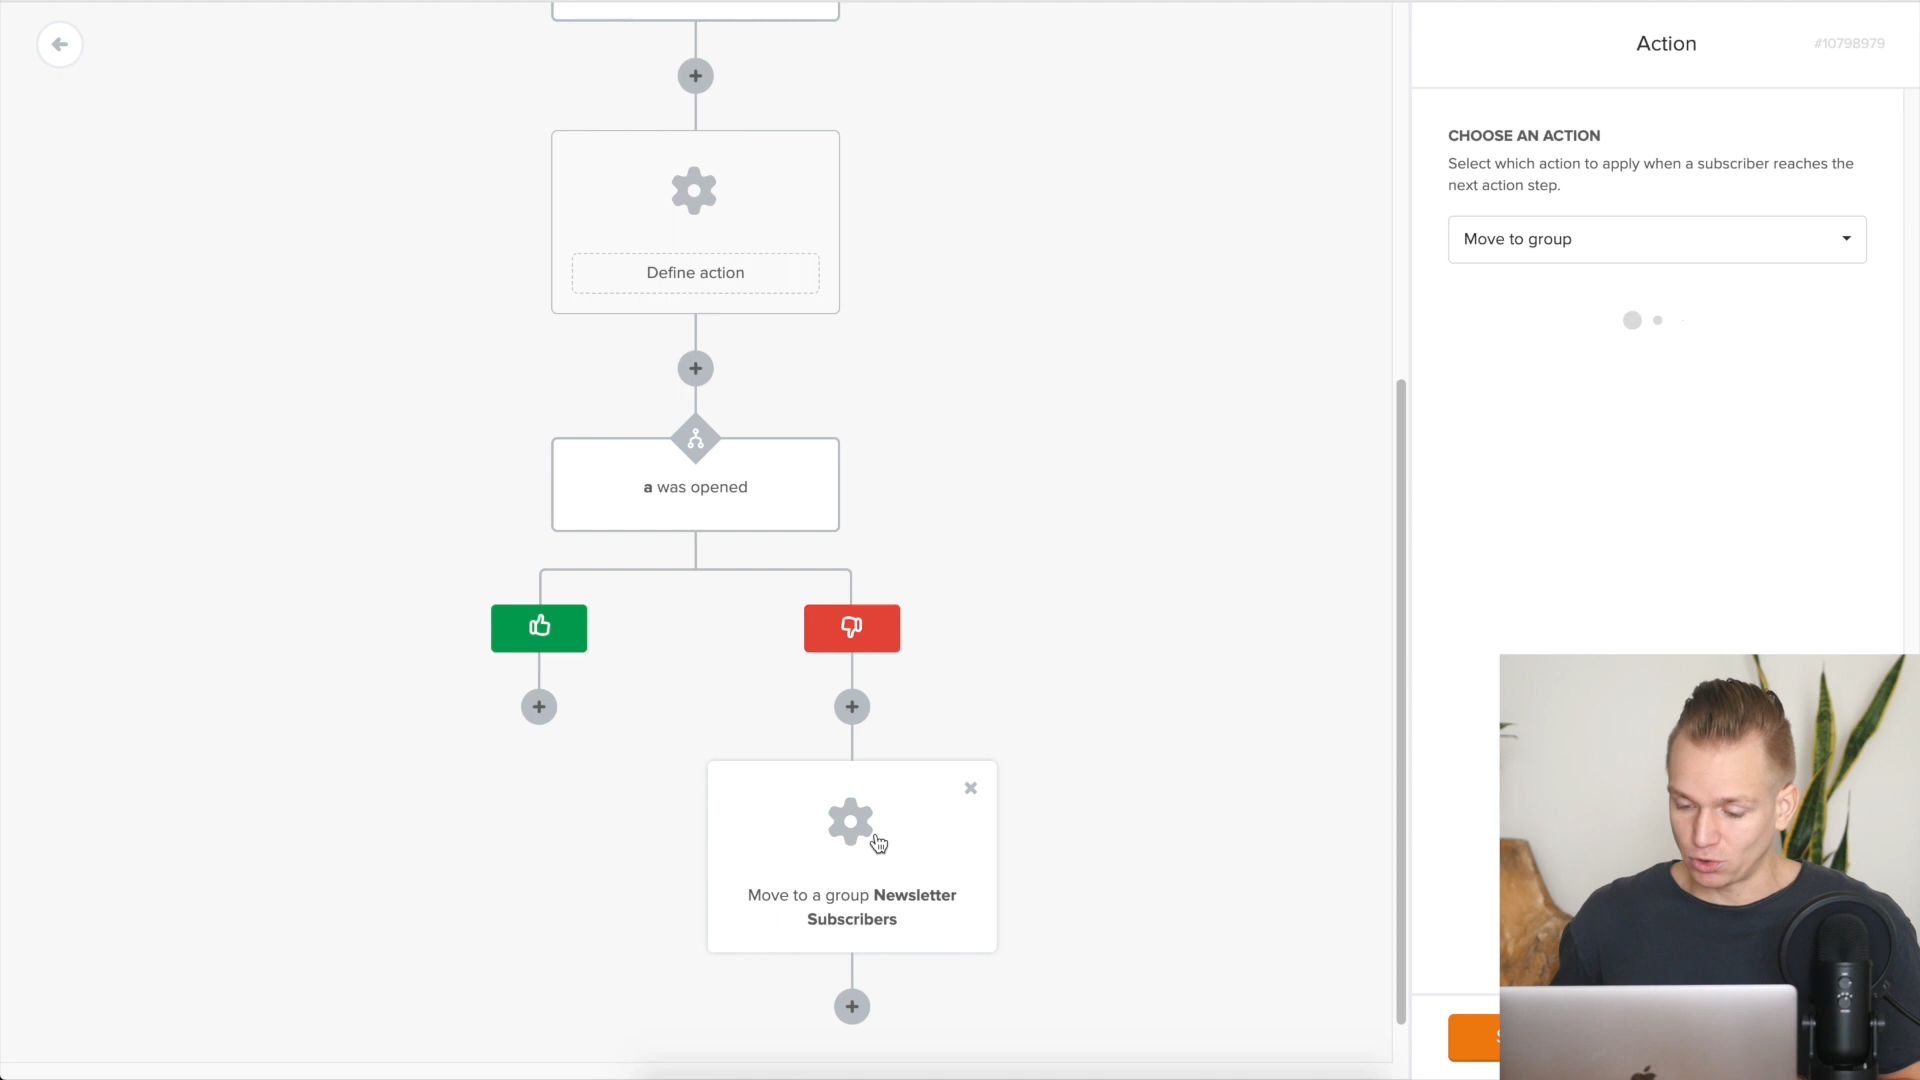 Action
#10798979
CHOOSE AN ACTION
Select which action to apply when a subscriber reaches the
next action step.
Move to group
Define action
a was opened
Move to a group Newsletter
Subscribers